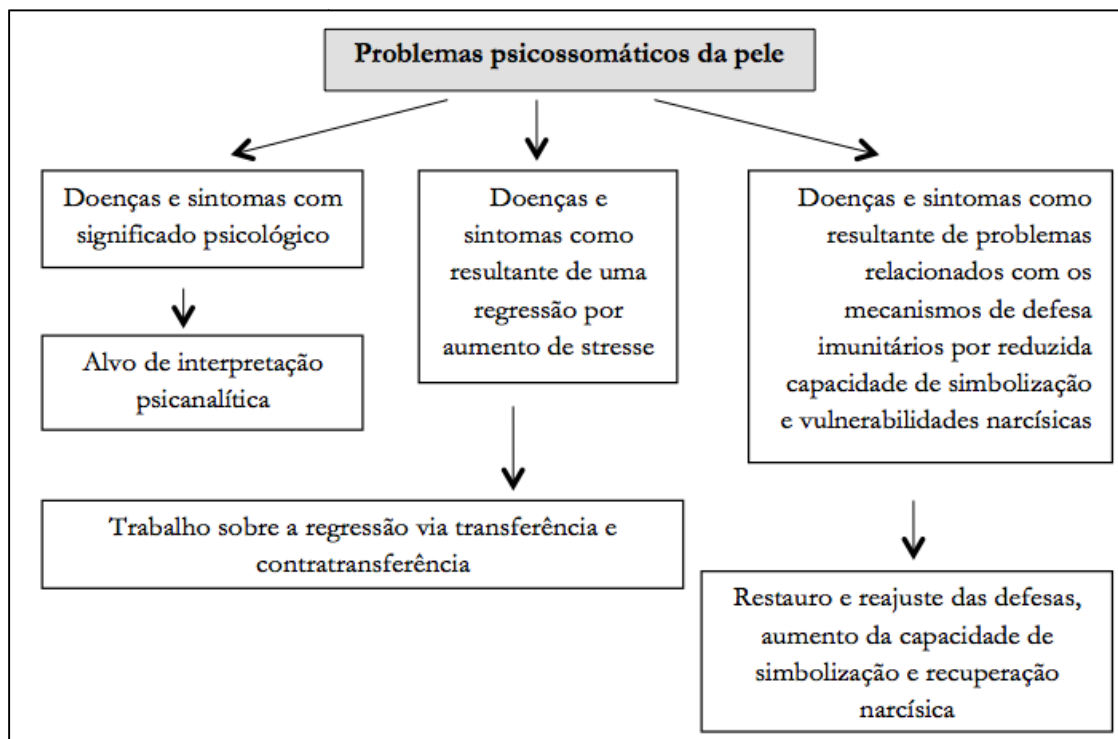 Problemas psicossomáticos da pele
Doenças e sintomas com
significado psicológico
Alvo de interpretação
psicanalítica
Doenças e
sintomas como
resultante de uma
regressão por
aumento de stresse
Trabalho sobre a regressão via transferência e
contratransferência
Doenças e sintomas como
resultante de problemas
relacionados com os
mecanismos de defesa
imunitários por reduzida
capacidade de simbolização
e vulnerabilidades narcísicas
Restauro e reajuste das defesas,
aumento da capacidade de
simbolização e recuperação
narcísica